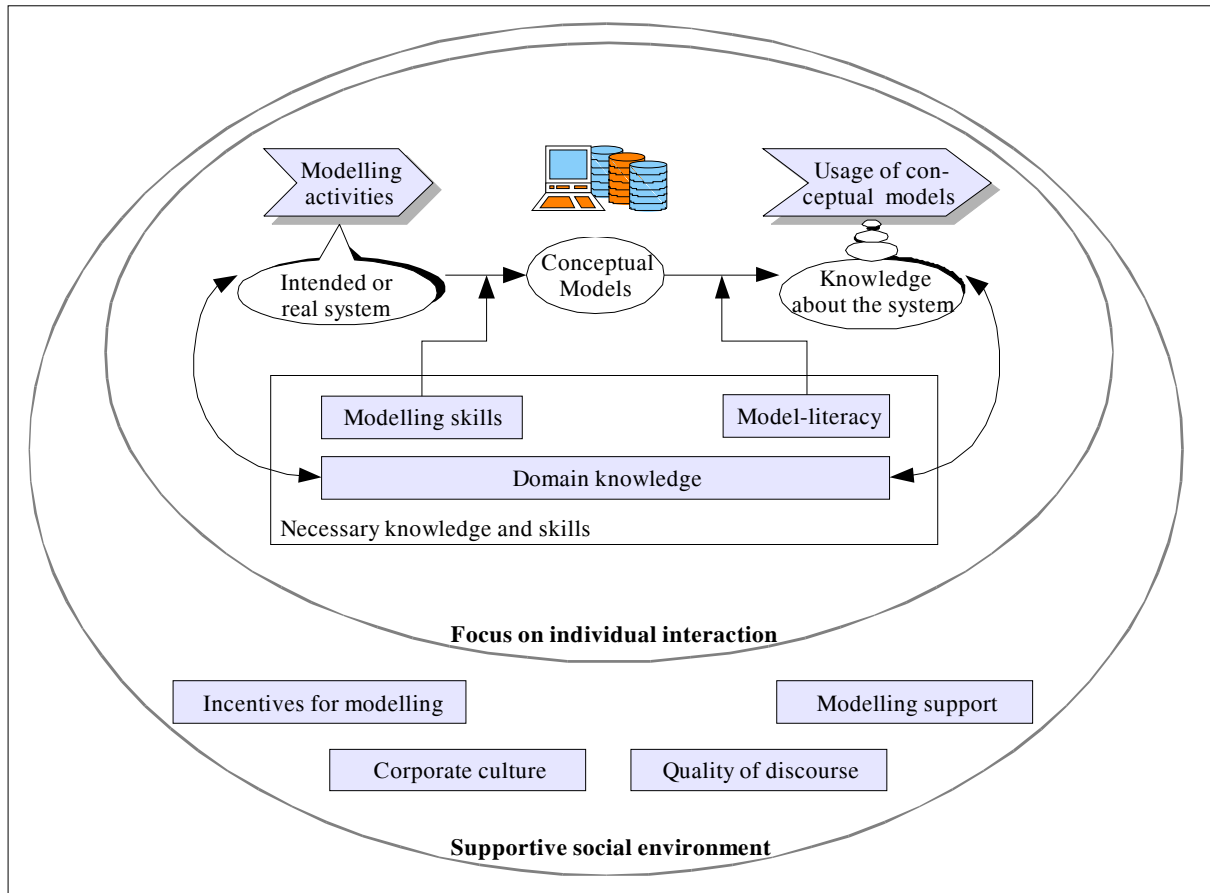 Modelling
activities
Usage of con-
ceptual models
Intended or
real system
Conceptual
Models
Knowledge
about the system
Modelling skills
Model-literacy
Domain knowledge
Necessary knowledge and skills
Focus on individual interaction
Incentives for modelling
Modelling support
Corporate culture
Quality of discourse
Supportive social environment